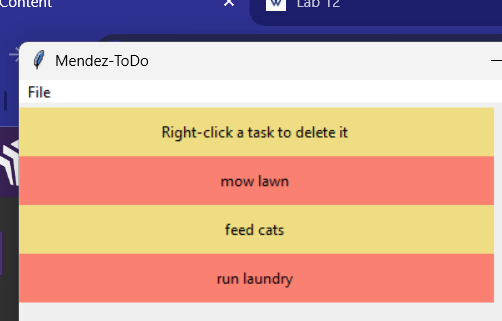 Content
Lab 12
Mendez-ToDo
File
Right-click a task to delete it
mow lawn
feed cats
run laundry